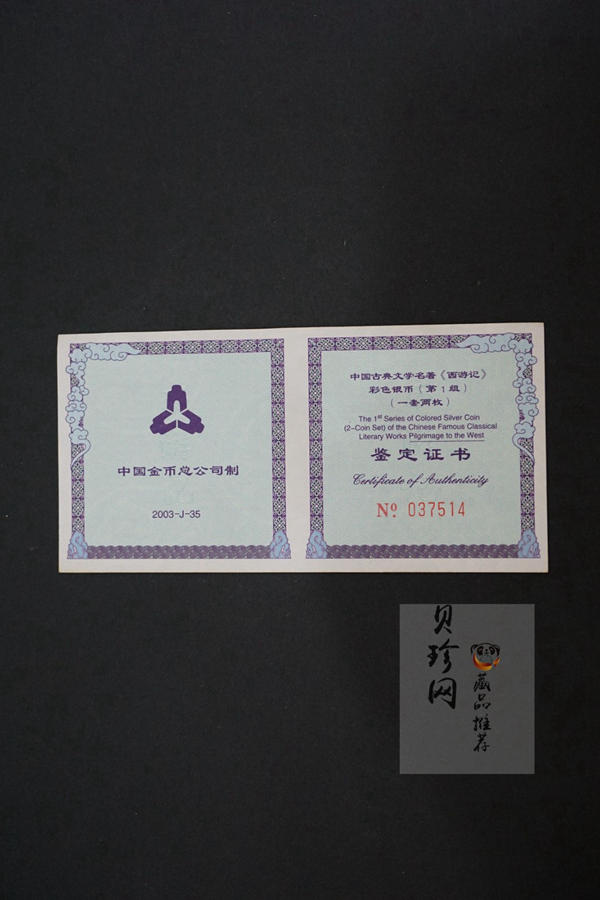 中国金币总公司制
2003-J-35
中国古典文学名著《西游记》
彩色银币（第1组）
（一套两枚）
The 1st Series of Colored Silver Coin
(2-Coin Set) of the Chinese Famous Classical
Literary Works Pilgrimage to the West
鉴定证书
Certificate of Authenticity
Nº 037514
贝珍网
藏品推荐